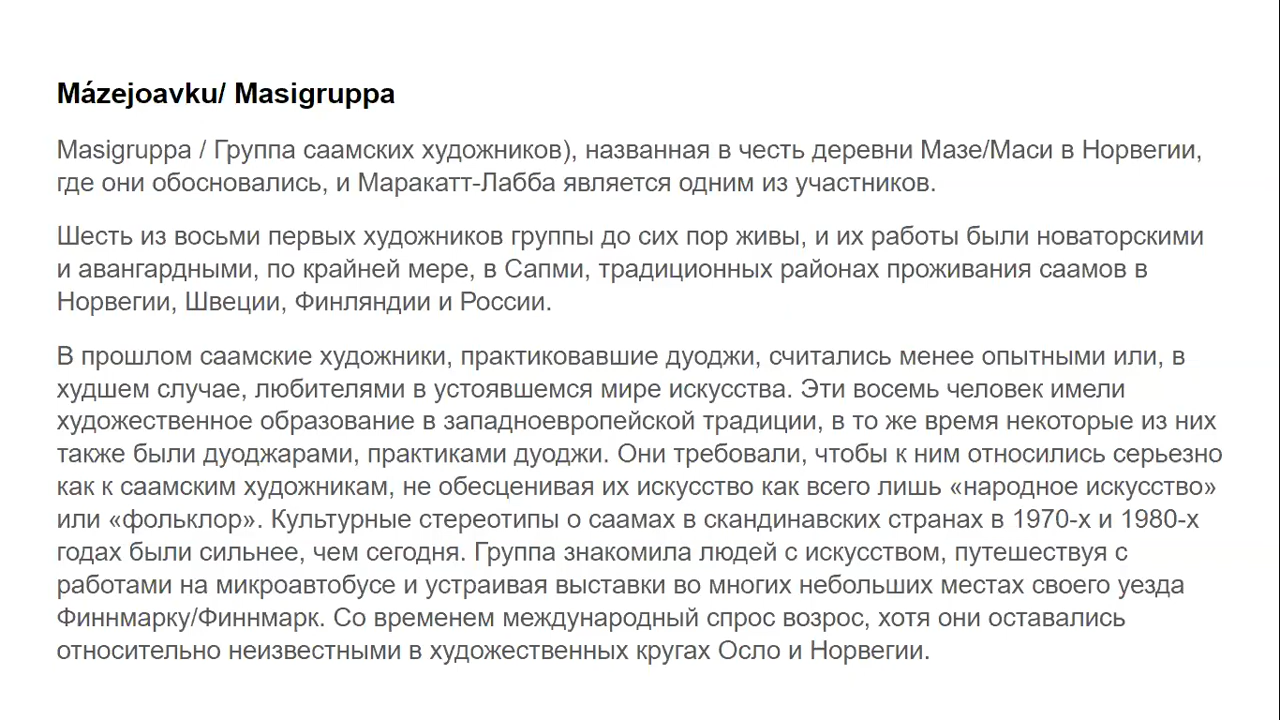 Mázejoavku/ Masigruppa
Masigruppa / Группа саамских художников), названная в честь деревни Мазе/Маси в Норвегии,
где они обосновались, и Маракатт-Лабба является одним из участников.
Шесть из восьми первых художников группы до сих пор живы, и их работы были новаторскими
и авангардными, по крайней мере, в Сапми, традиционных районах проживания саамов в
Норвегии, Швеции, Финляндии и России.
В прошлом саамские художники, практиковавшие дуоджи, считались менее опытными или, в
худшем случае, любителями в устоявшемся мире искусства. Эти восемь человек имели
художественное образование в западноевропейской традиции, в то же время некоторые из них
также были дуоджарами, практиками дуоджи. Они требовали, чтобы к ним относились серьезно
как к саамским художникам, не обесценивая их искусство как всего лишь «народное искусство»
или «фольклор». Культурные стереотипы о саамах в скандинавских странах в 1970-х и 1980-х
годах были сильнее, чем сегодня. Группа знакомила людей с искусством, путешествуя с
работами на микроавтобусе и устраивая выставки во многих небольших местах своего уезда
Финнмарку/Финнмарк. Со временем международный спрос возрос, хотя они оставались
относительно неизвестными в художественных кругах Осло и Норвегии.